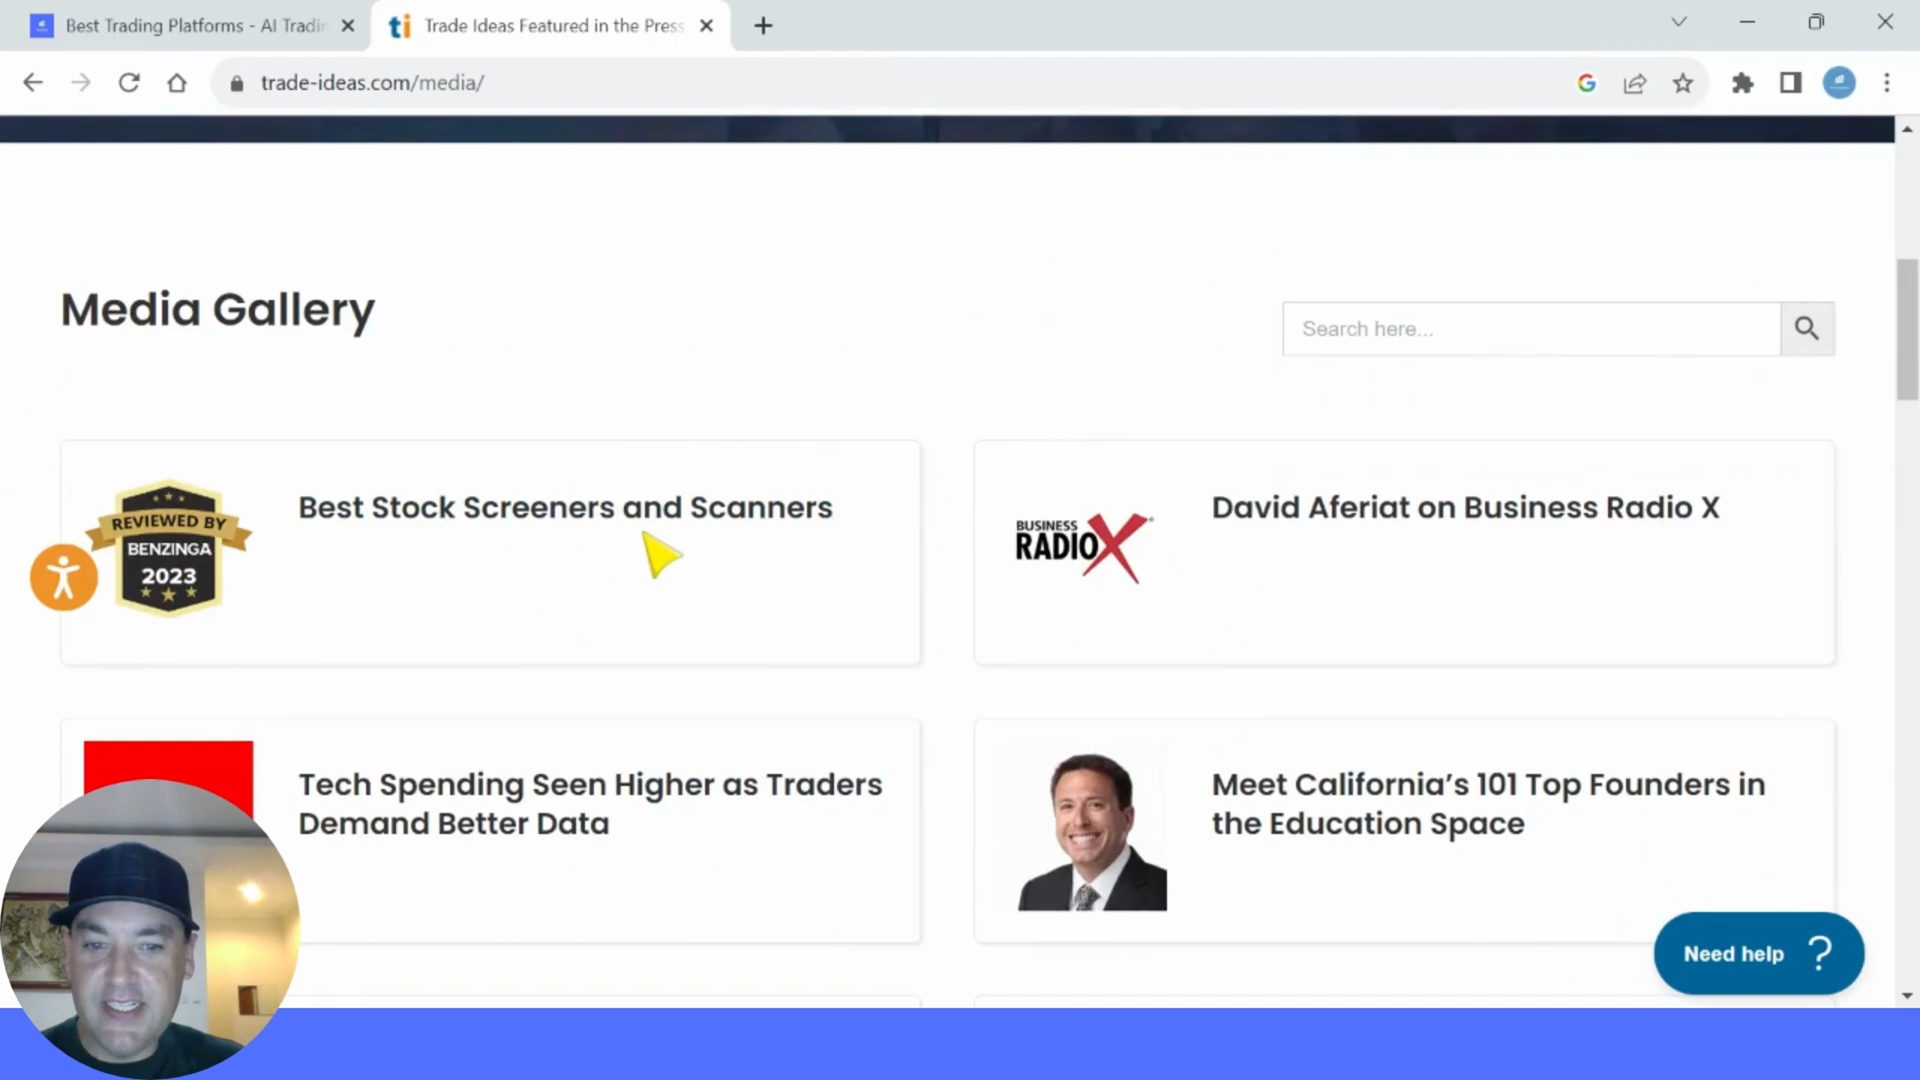 Best Trading Platforms - AI Tradin
Trade Ideas Featured in the Press
trade-ideas.com/media/
Media Gallery
Search here...
REVIEWED BY
BENZINGA
2023
Best Stock Screeners and Scanners
BUSINESS
RADIOX
David Aferiat on Business Radio X
Tech Spending Seen Higher as Traders
Demand Better Data
Meet California’s 101 Top Founders in
the Education Space
Need help ?